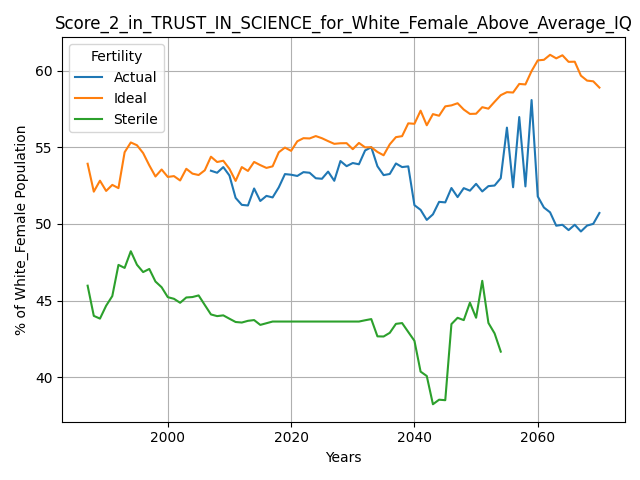 Score_2_in_TRUST_IN_SCIENCE_for_White_Female_Above_Average_IQ
Fertility
Actual
Ideal
Sterile
% of White_Female Population
60
55
50
45
40
2000
2020
2040
2060
Years